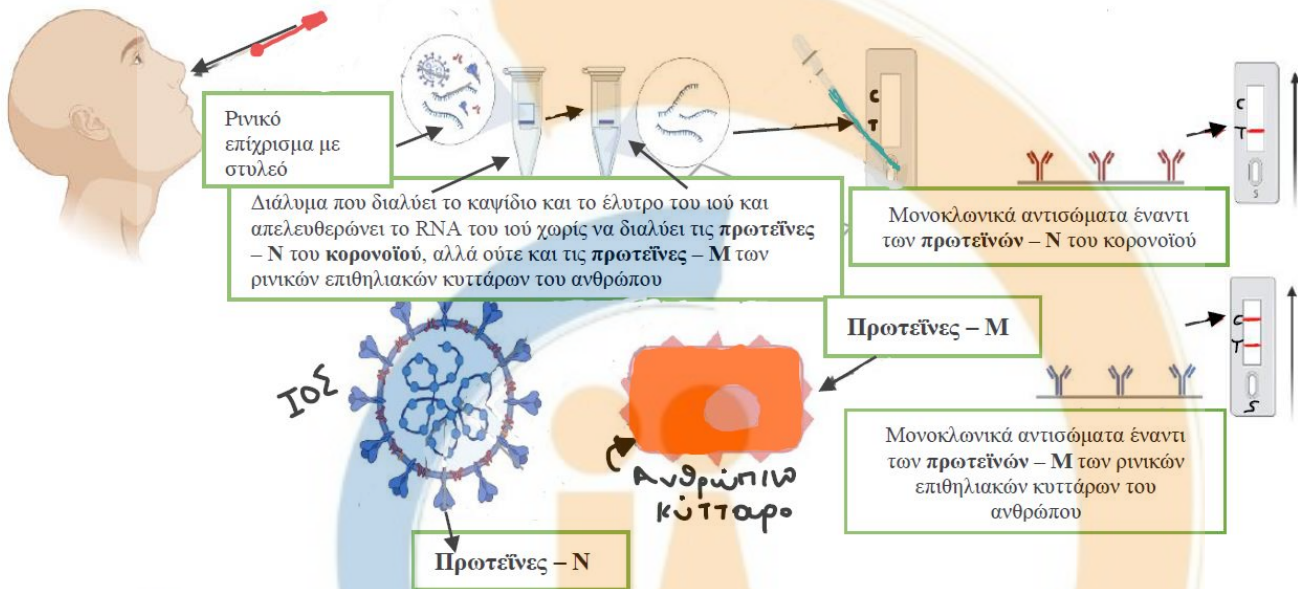 Ρινικό
επίχρισμα με
στυλεό
C
T
C
T
S
Διάλυμα που διαλύει το καψίδιο και το έλυτρο του ιού και
απελευθερώνει το RNA του ιού χωρίς να διαλύει τις πρωτεΐνες
– N του κορονοϊού, αλλά ούτε και τις πρωτεΐνες – M των
ρινικών επιθηλιακών κυττάρων του ανθρώπου
Μονοκλωνικά αντισώματα έναντι
των πρωτεϊνών – N του κορονοϊού
Πρωτεΐνες – M
C
T
S
ΙΟΣ
Ανθρώπινο
κύτταρο
Μονοκλωνικά αντισώματα έναντι
των πρωτεϊνών – M των ρινικών
επιθηλιακών κυττάρων του
ανθρώπου
Πρωτεΐνες – N